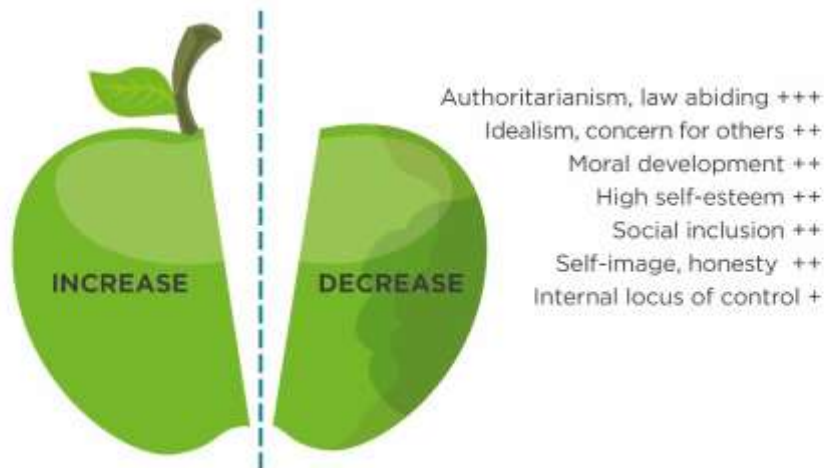 INCREASE
DECREASE
Authoritarianism, law abiding +++
Idealism, concern for others ++
Moral development ++
High self-esteem ++
Social inclusion ++
Self-image, honesty ++
Internal locus of control +